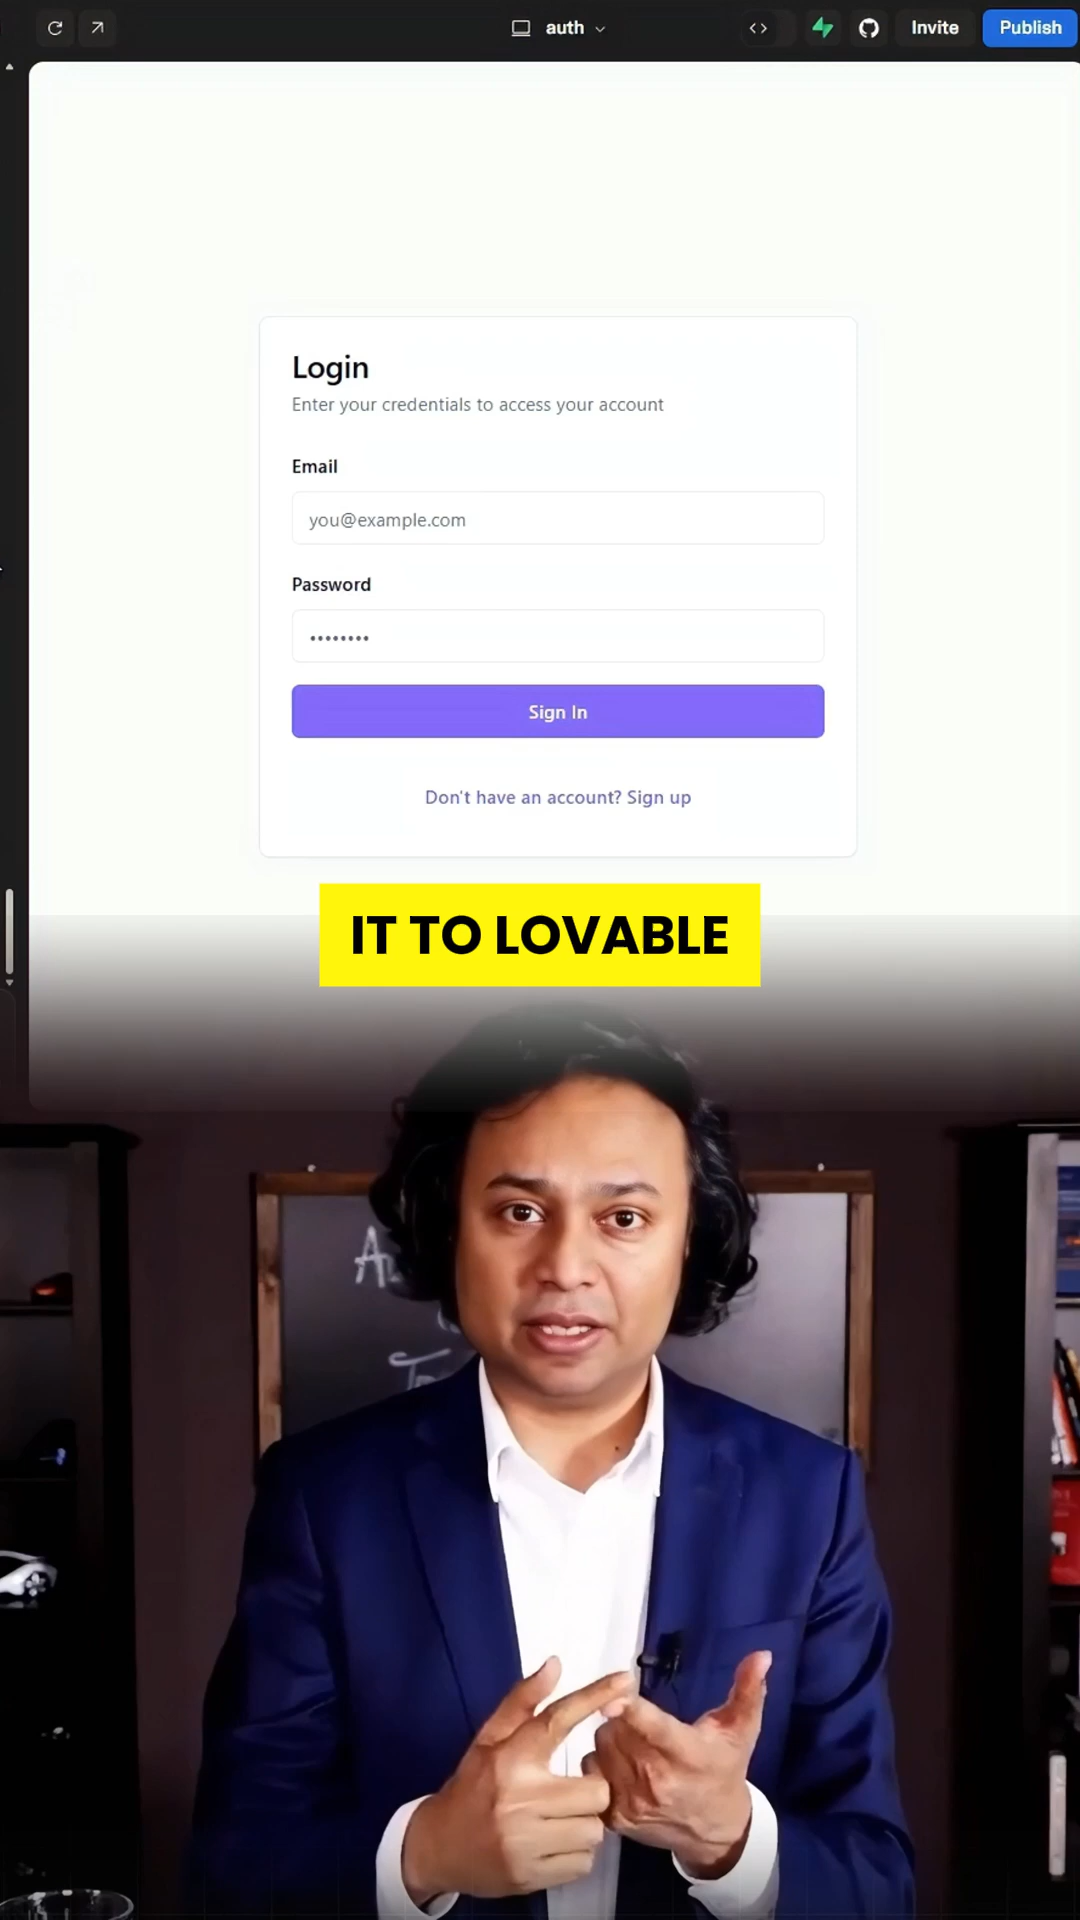 auth
Invite
Publish
Login
Enter your credentials to access your account
Email
you@example.com
Password
Sign In
Don't have an account? Sign up
IT TO LOVABLE